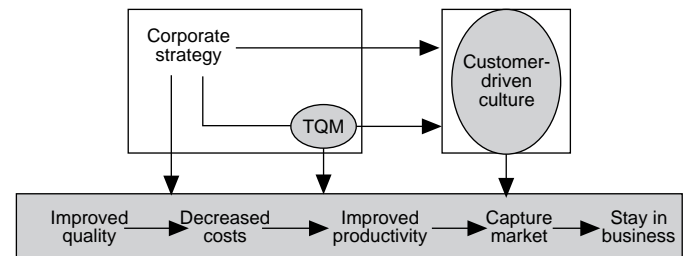 Corporate
strategy
Customer-
driven
culture
TQM
Improved
quality
Decreased
costs
Improved
productivity
Capture
market
Stay in
business